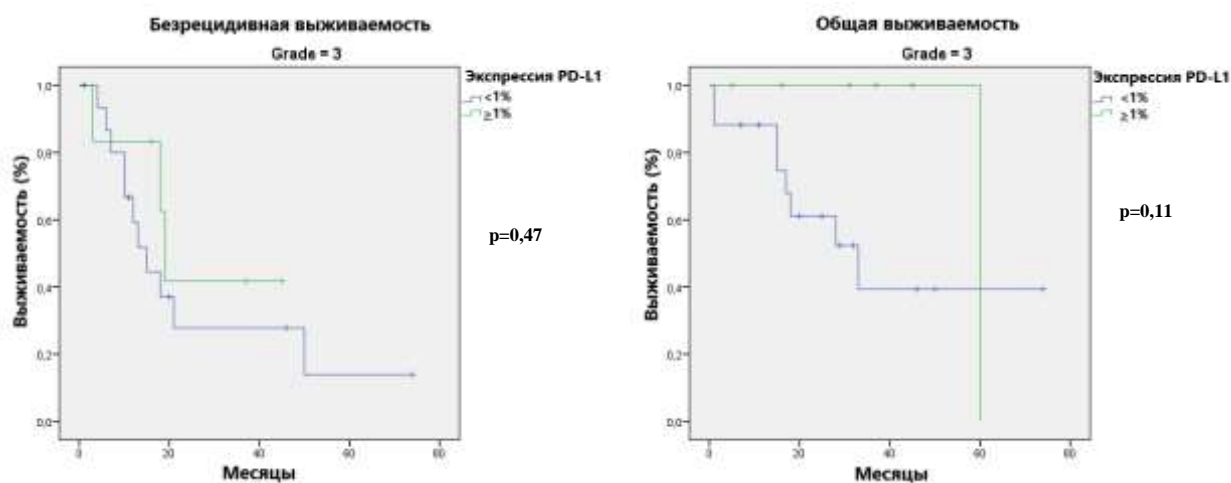 Безрецидивная выживаемость
Grade = 3
Экспрессия PD-L1
<1%
≥1%
Выживаемость (%)
1,0
0,8
0,6
0,4
0,2
0,0
0
20
40
60
80
Месяцы
p=0,47
Общая выживаемость
Grade = 3
Экспрессия PD-L1
<1%
≥1%
Выживаемость (%)
1,0
0,8
0,6
0,4
0,2
0,0
0
20
40
60
80
Месяцы
p=0,11